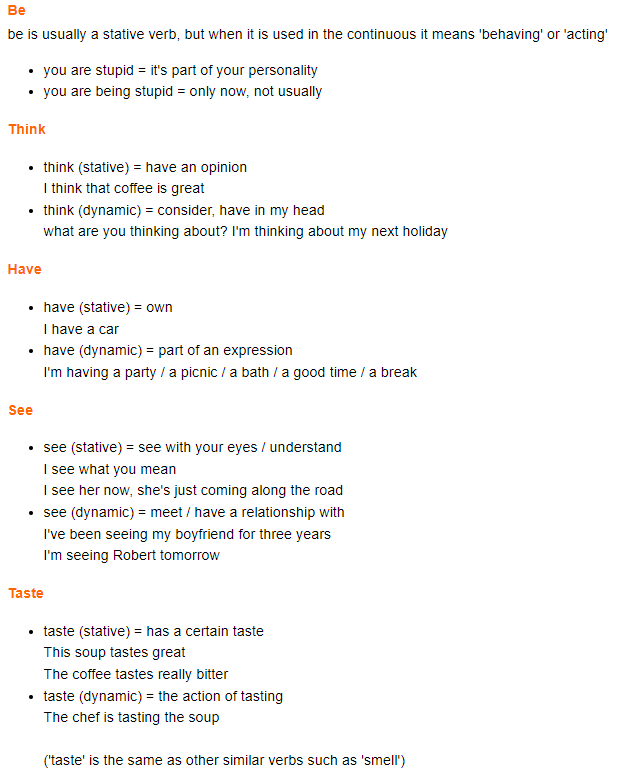 Be
be is usually a stative verb, but when it is used in the continuous it means 'behaving' or 'acting'
• you are stupid = it's part of your personality
• you are being stupid = only now, not usually
Think
• think (stative) = have an opinion
I think that coffee is great
• think (dynamic) = consider, have in my head
what are you thinking about? I'm thinking about my next holiday
Have
• have (stative) = own
I have a car
• have (dynamic) = part of an expression
I'm having a party / a picnic / a bath / a good time / a break
See
• see (stative) = see with your eyes / understand
I see what you mean
I see her now, she's just coming along the road
• see (dynamic) = meet / have a relationship with
I've been seeing my boyfriend for three years
I'm seeing Robert tomorrow
Taste
• taste (stative) = has a certain taste
This soup tastes great
The coffee tastes really bitter
• taste (dynamic) = the action of tasting
The chef is tasting the soup
('taste' is the same as other similar verbs such as 'smell')